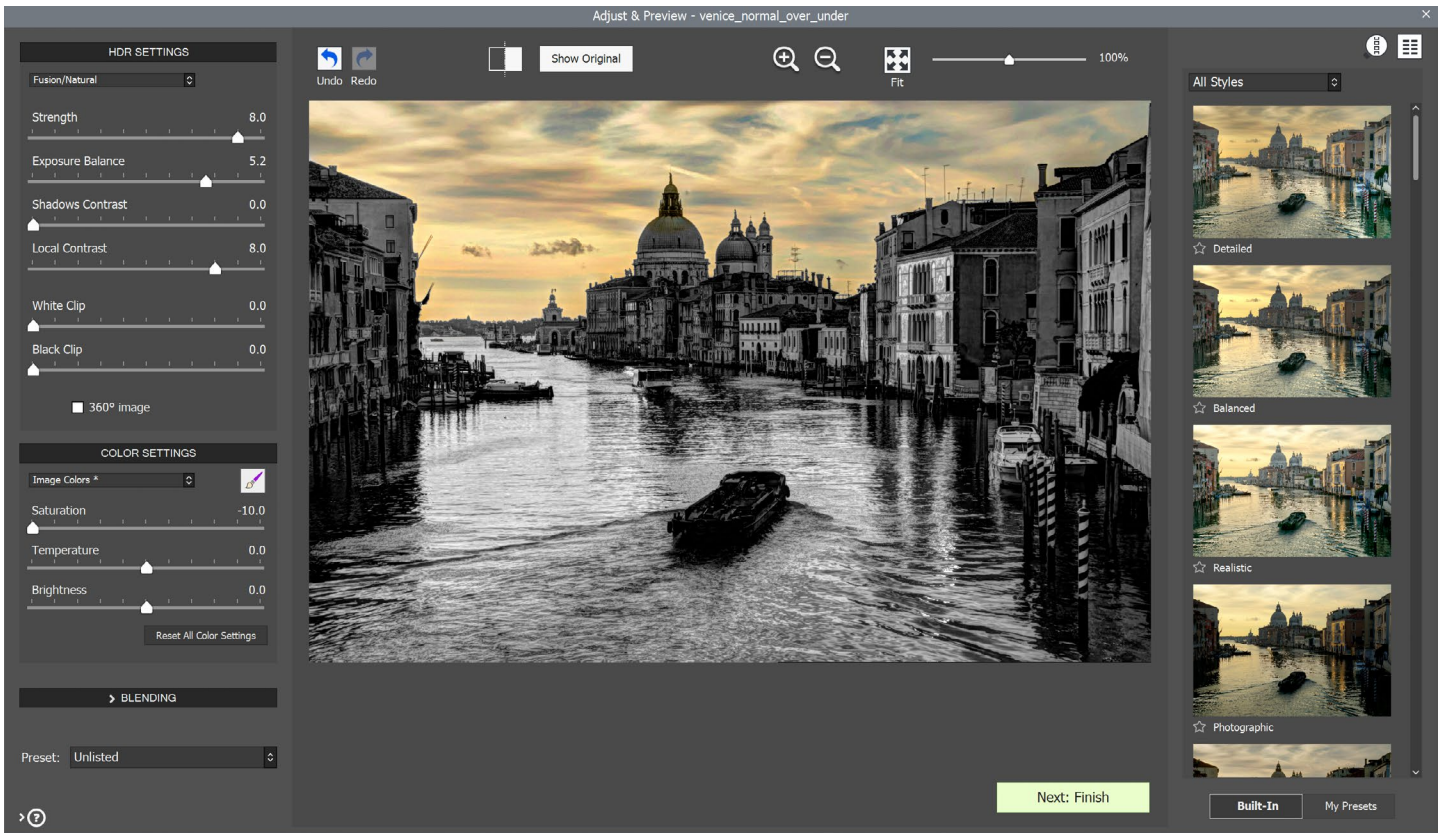 Adjust & Preview - venice_normal_over_under
HDR SETTINGS
Fusion/Natural
Strength 8.0
Exposure Balance 5.2
Shadows Contrast 0.0
Local Contrast 8.0
White Clip 0.0
Black Clip 0.0
360º image
COLOR SETTINGS
Image Colors *
Saturation -10.0
Temperature 0.0
Brightness 0.0
Reset All Color Settings
> BLENDING
Preset: Unlisted
Undo Redo
Show Original
Fit
100%
Next: Finish
All Styles
Detailed
Balanced
Realistic
Photographic
Built-In My Presets